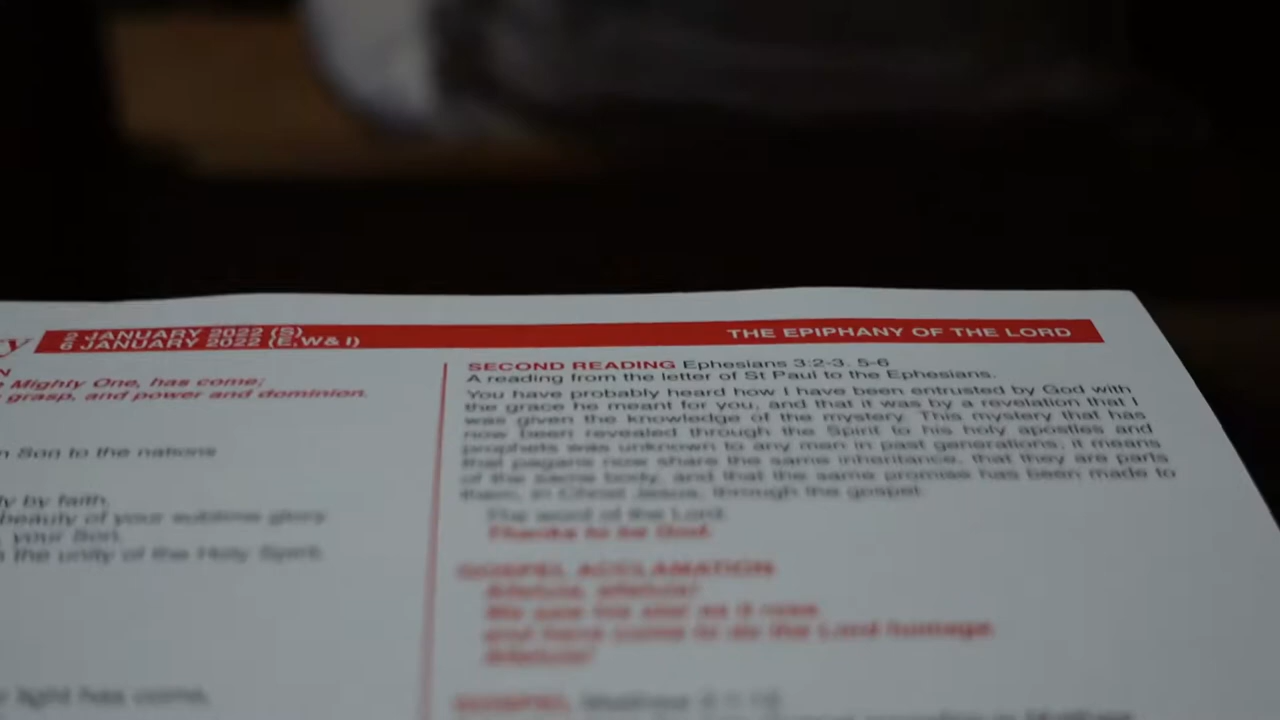 2 JANUARY 2022 (S)
6 JANUARY 2022 (E,W& I)
THE EPIPHANY OF THE LORD
Mighty One, has come;
grasp, and power and dominion.
Son to the nations
by faith,
beauty of your sublime glory
your Son.
the unity of the Holy Spirit.
light has come,
SECOND READING Ephesians 3:2-3. 5-6
A reading from the letter of St Paul to the Ephesians.
You have probably heard how I have been entrusted by God with
the grace he meant for you, and that it was by a revelation that I
was given the knowledge of the mystery. This mystery that has
now been revealed through the Spirit to his holy apostles and
prophets was unknown to any men in past generations; it means
that pagans now share the same inheritance, that they are parts
of the same body, and that the same promise has been made to
them, in Christ Jesus, through the gospel.
The word of the Lord.
Thanks to be God.
GOSPEL ACCLAMATION
Alleluia, alleluia!
We saw his star as it rose
and have come to do the Lord homage.
Alleluia!
GOSPEL Matthew